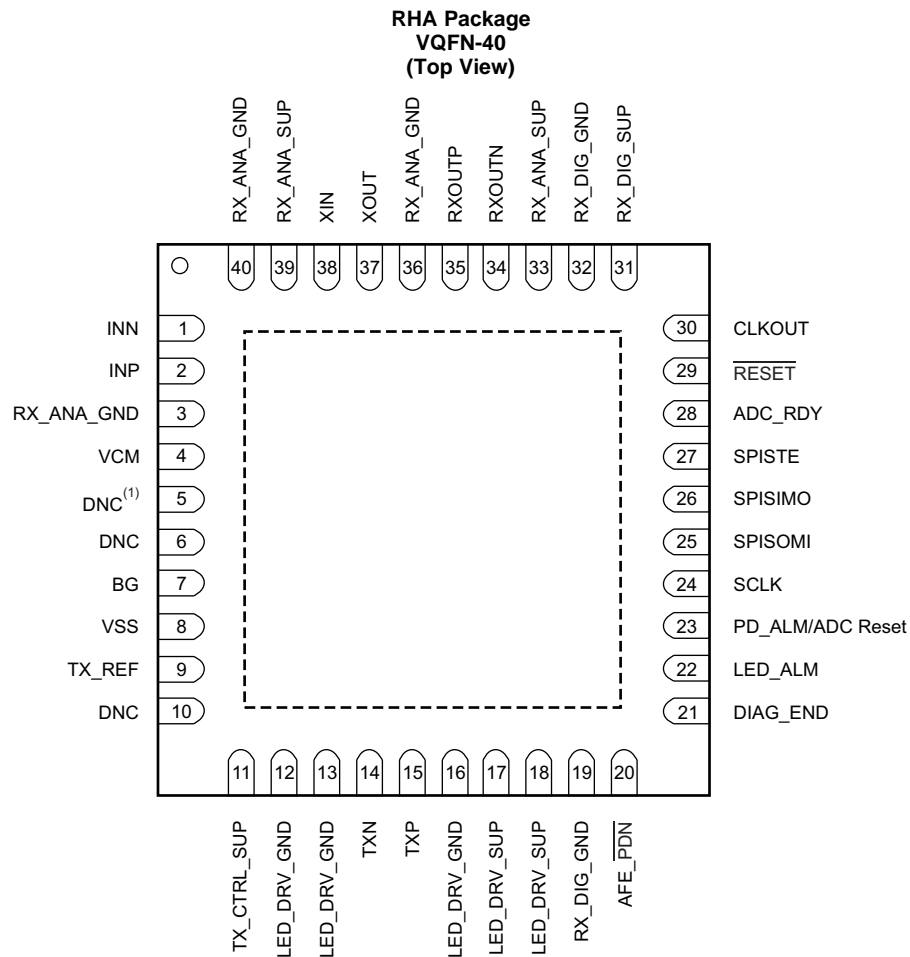 RHA Package
VQFN-40
(Top View)
RX_ANA_GND
RX_ANA_SUP
XIN
XOUT
RX_ANA_GND
RXOUTP
RXOUTN
RX_ANA_SUP
RX_DIG_GND
RX_DIG_SUP
40 39 38 37 36 35 34 33 32 31
INN 1
INP 2
RX_ANA_GND 3
VCM 4
DNC(1) 5
DNC 6
BG 7
VSS 8
TX_REF 9
DNC 10
30 CLKOUT
29 RESET
28 ADC_RDY
27 SPISTE
26 SPISIMO
25 SPISOMI
24 SCLK
23 PD_ALM/ADC Reset
22 LED_ALM
21 DIAG_END
11 12 13 14 15 16 17 18 19 20
TX_CTRL_SUP
LED_DRV_GND
LED_DRV_GND
TXN
TXP
LED_DRV_GND
LED_DRV_SUP
LED_DRV_SUP
RX_DIG_GND
AFE_PDN